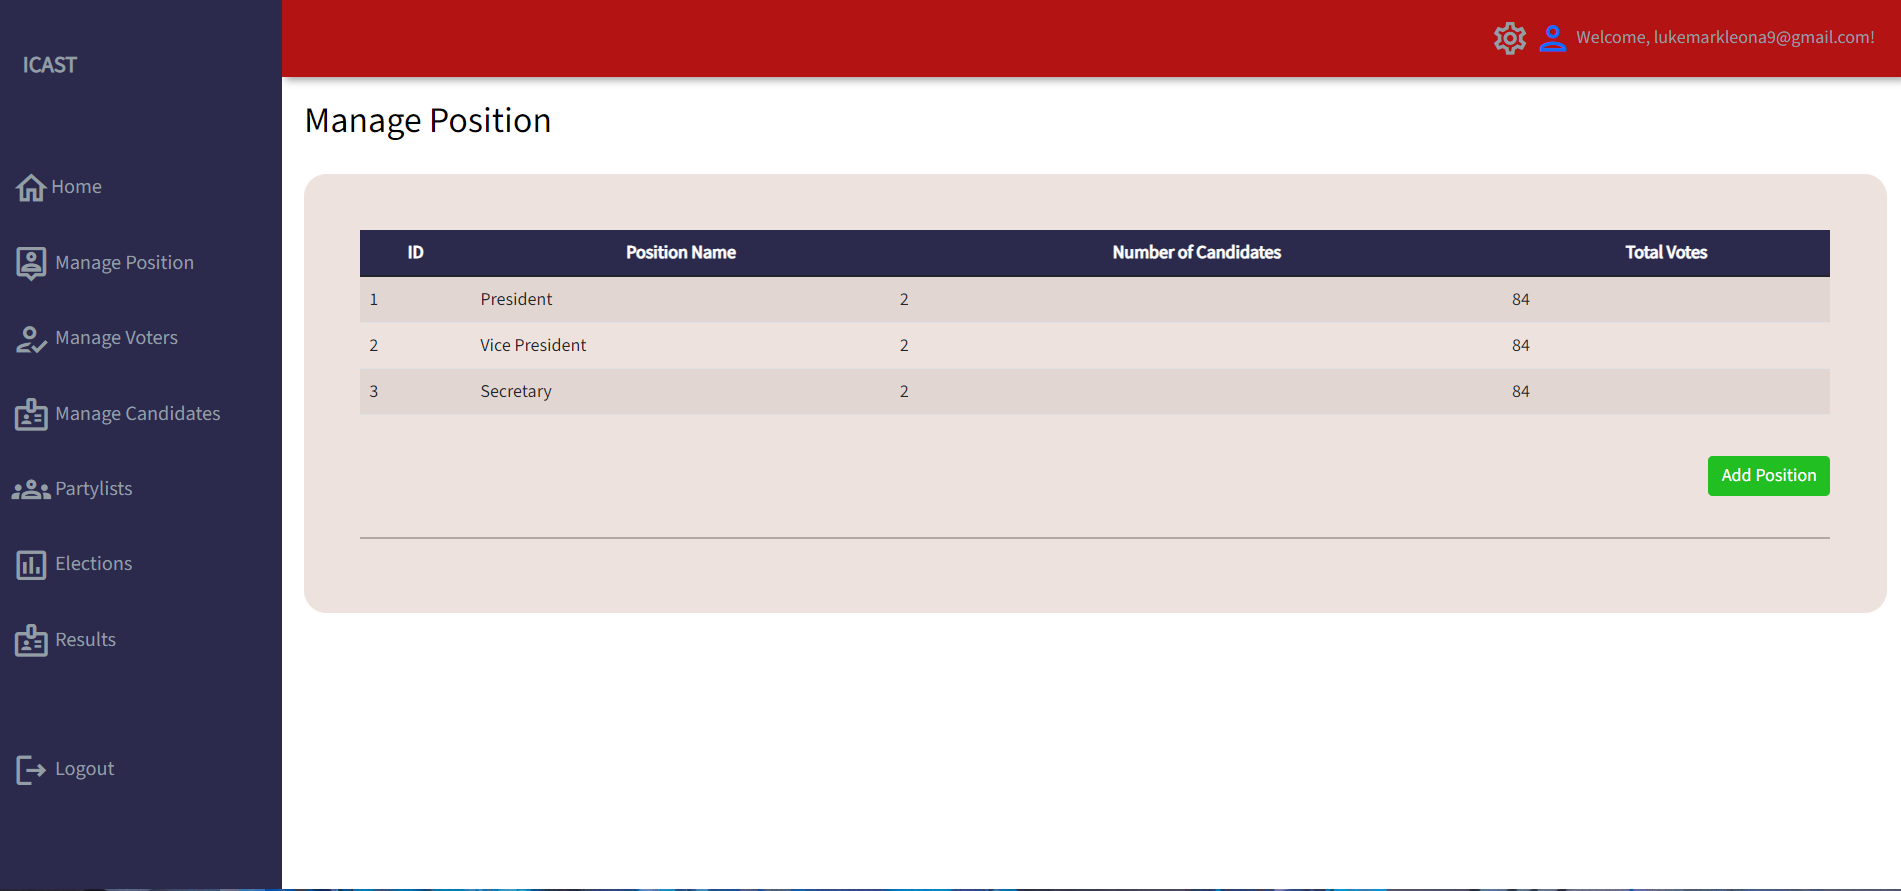 ICAST
Welcome, lukemarkleona9@gmail.com!
Home
Manage Position
Manage Voters
Manage Candidates
Partylists
Elections
Results
Logout
Manage Position
ID Position Name Number of Candidates Total Votes
1 President 2 84
2 Vice President 2 84
3 Secretary 2 84
Add Position